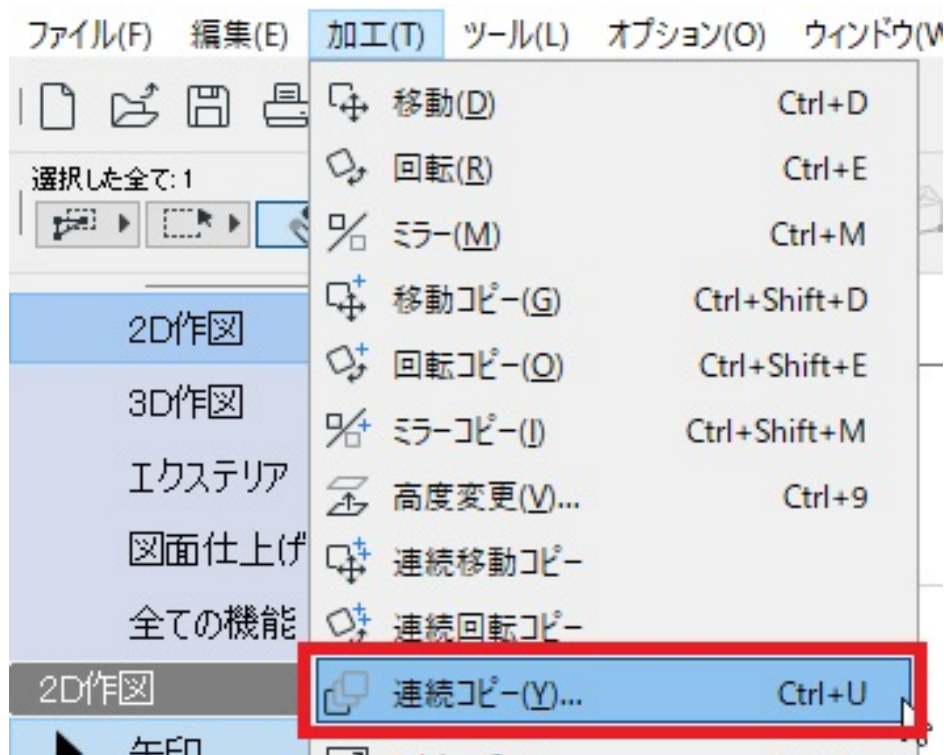 ファイル(F) 編集(E) 加工(T) ツール(L) オプション(O) ウィンドウ(W
移動(D) Ctrl+D
回転(R) Ctrl+E
選択した全て: 1
ミラー(M) Ctrl+M
移動コピー(G) Ctrl+Shift+D
2D作図
回転コピー(O) Ctrl+Shift+E
3D作図
ミラーコピー(I) Ctrl+Shift+M
エクステリア
高度変更(V)... Ctrl+9
図面仕上げ
連続移動コピー
全ての機能
連続回転コピー
2D作図
連続コピー(Y)... Ctrl+U
矢印